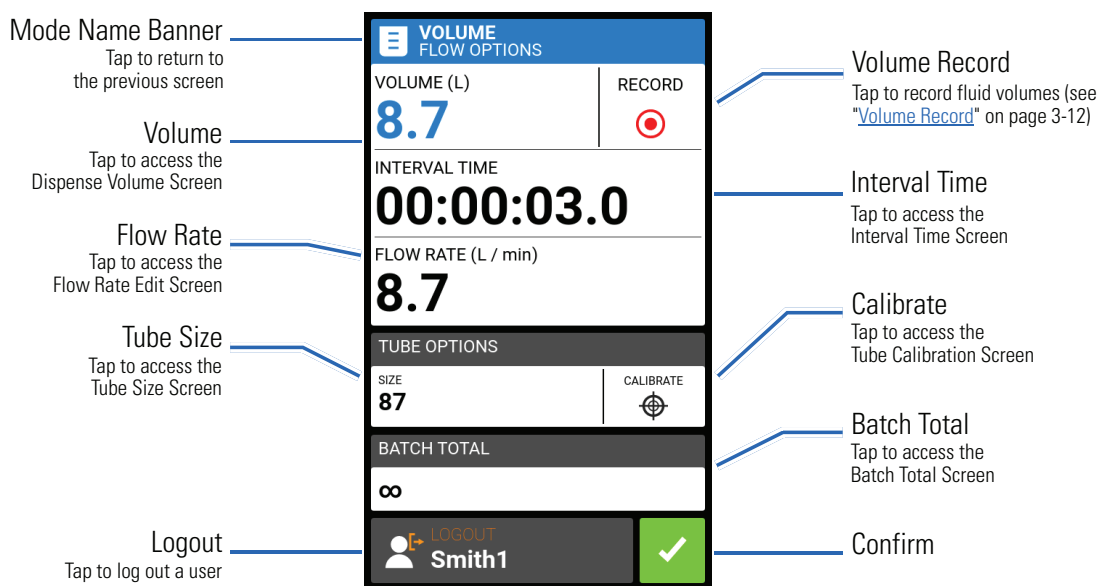 Mode Name Banner
Tap to return to
the previous screen
Volume
Tap to access the
Dispense Volume Screen
Flow Rate
Tap to access the
Flow Rate Edit Screen
Tube Size
Tap to access the
Tube Size Screen
Logout
Tap to log out a user
VOLUME
FLOW OPTIONS
VOLUME (L)
8.7
RECORD
INTERVAL TIME
00:00:03.0
FLOW RATE (L / min)
8.7
TUBE OPTIONS
SIZE
87
CALIBRATE
BATCH TOTAL
∞
LOGOUT
Smith1
Volume Record
Tap to record fluid volumes (see
"Volume Record" on page 3-12)
Interval Time
Tap to access the
Interval Time Screen
Calibrate
Tap to access the
Tube Calibration Screen
Batch Total
Tap to access the
Batch Total Screen
Confirm